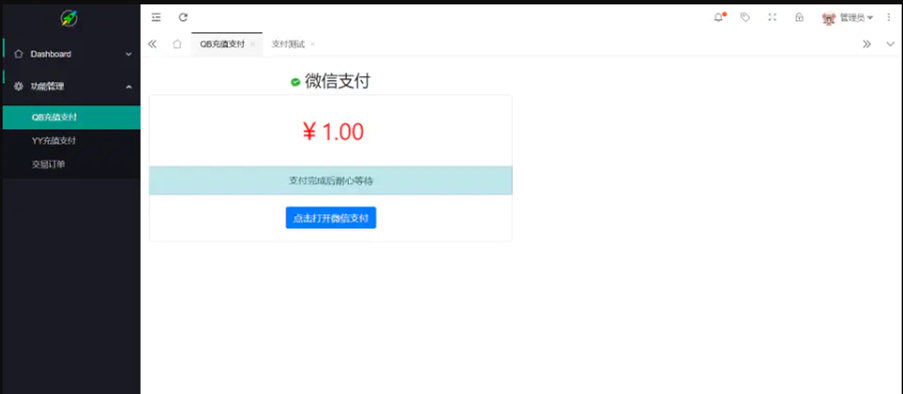 管理员
Dashboard
QB充值支付
支付测试
功能管理
微信支付
QB充值支付
¥ 1.00
YY充值支付
交易订单
支付完成后耐心等待
点击打开微信支付